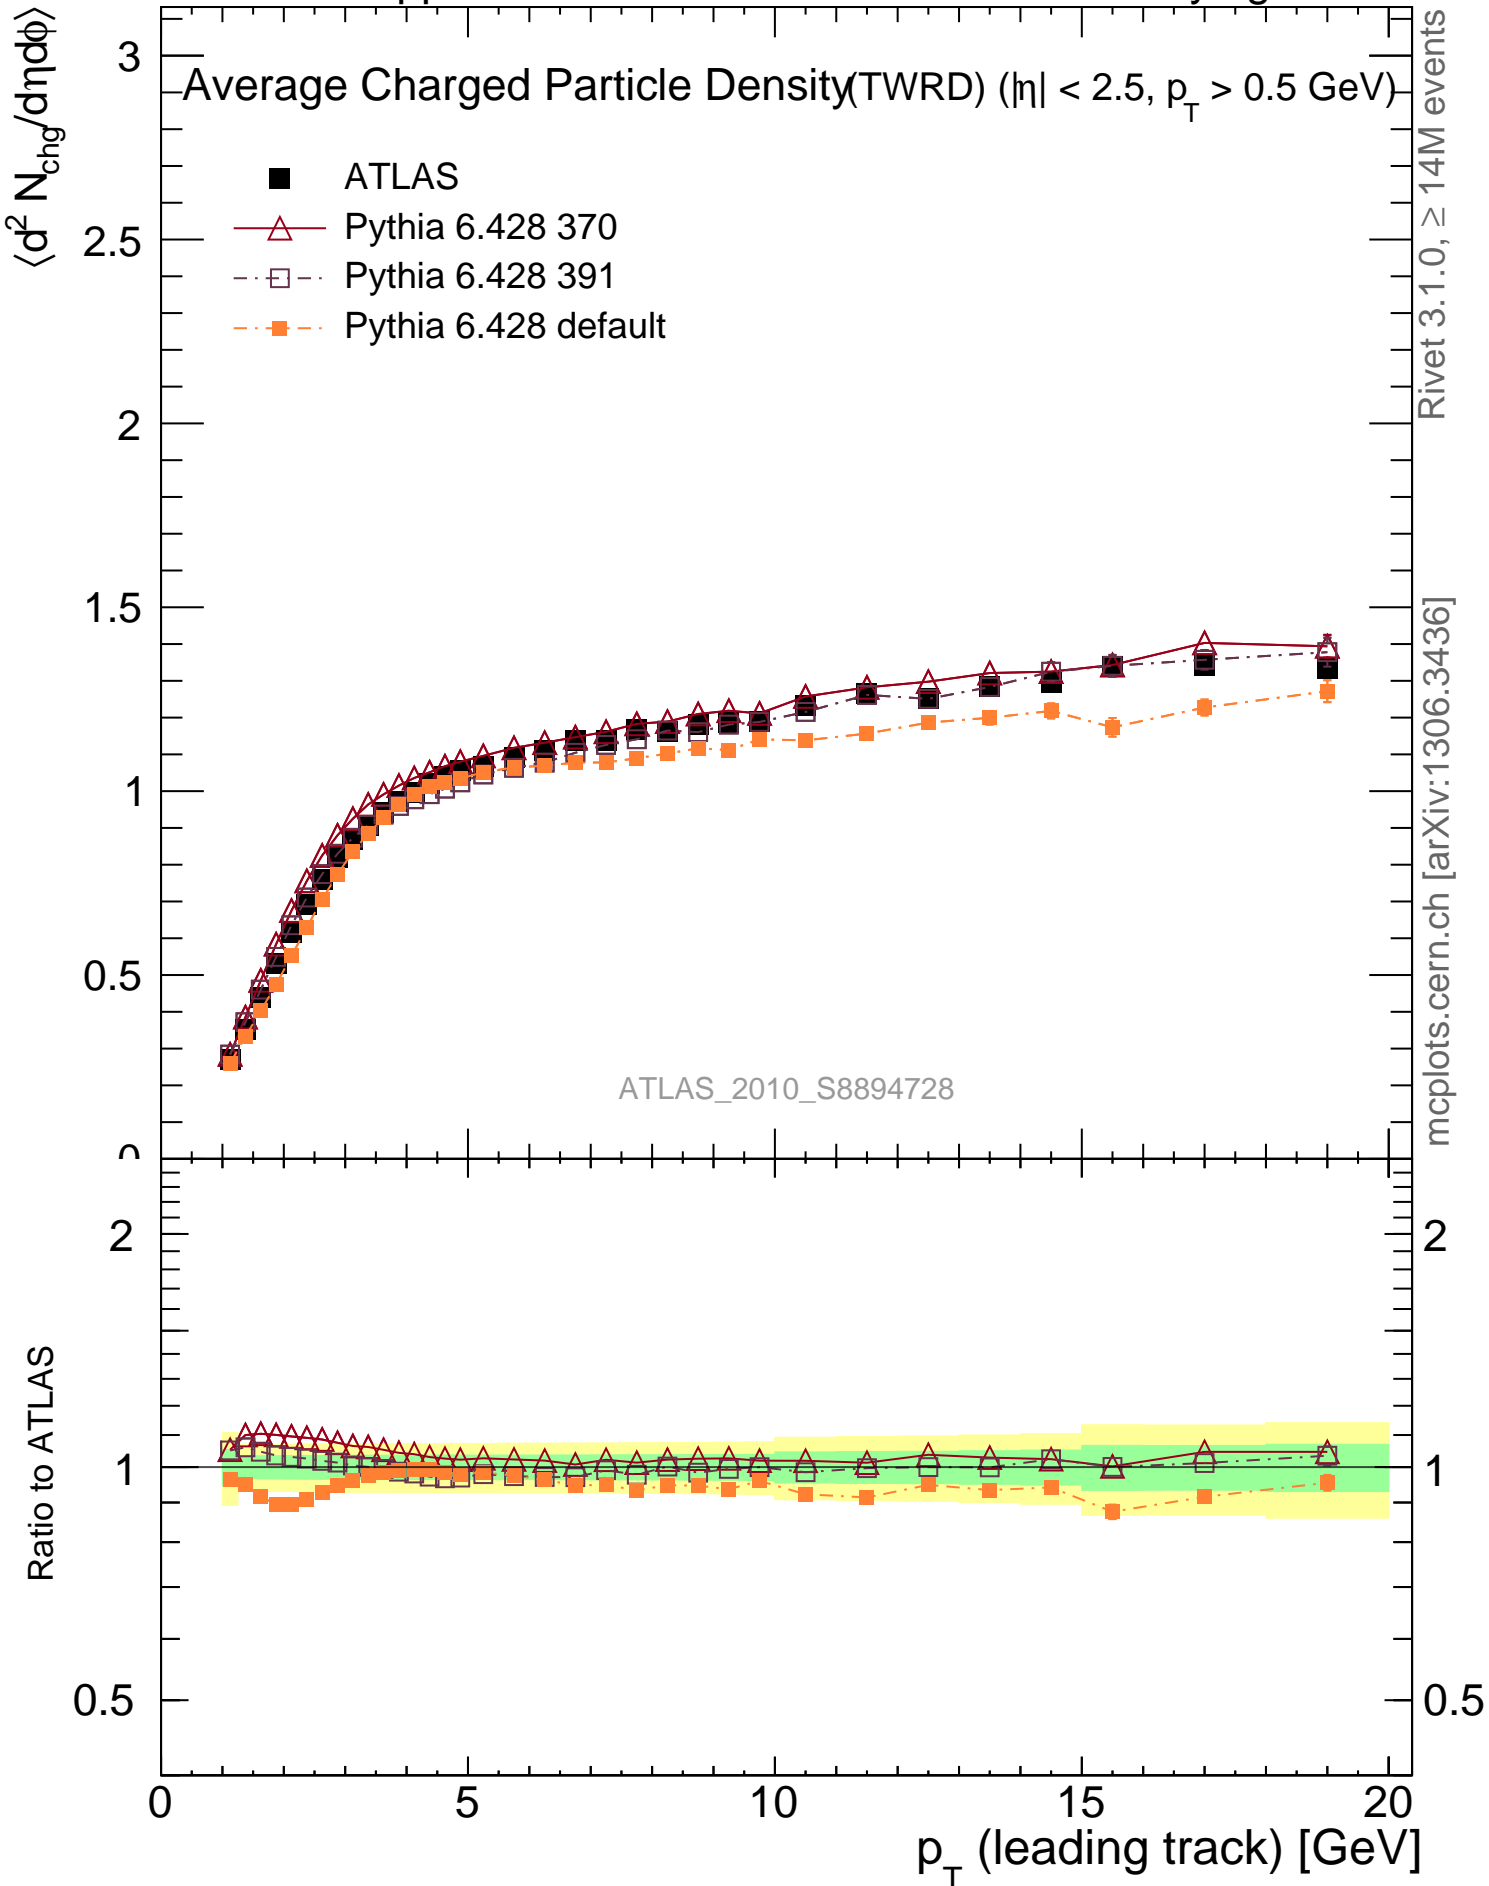 Average Charged Particle Density (TWRD) (|η| < 2.5, p_T > 0.5 GeV)
⟨d² N_chg/dηdϕ⟩
ATLAS
Pythia 6.428 370
Pythia 6.428 391
Pythia 6.428 default
3
2.5
2
1.5
1
0.5
0
ATLAS_2010_S8894728
Rivet 3.1.0, ≥ 14M events
mcplots.cern.ch [arXiv:1306.3436]
Ratio to ATLAS
2
1
0.5
2
1
0.5
0
5
10
15
20
p_T (leading track) [GeV]